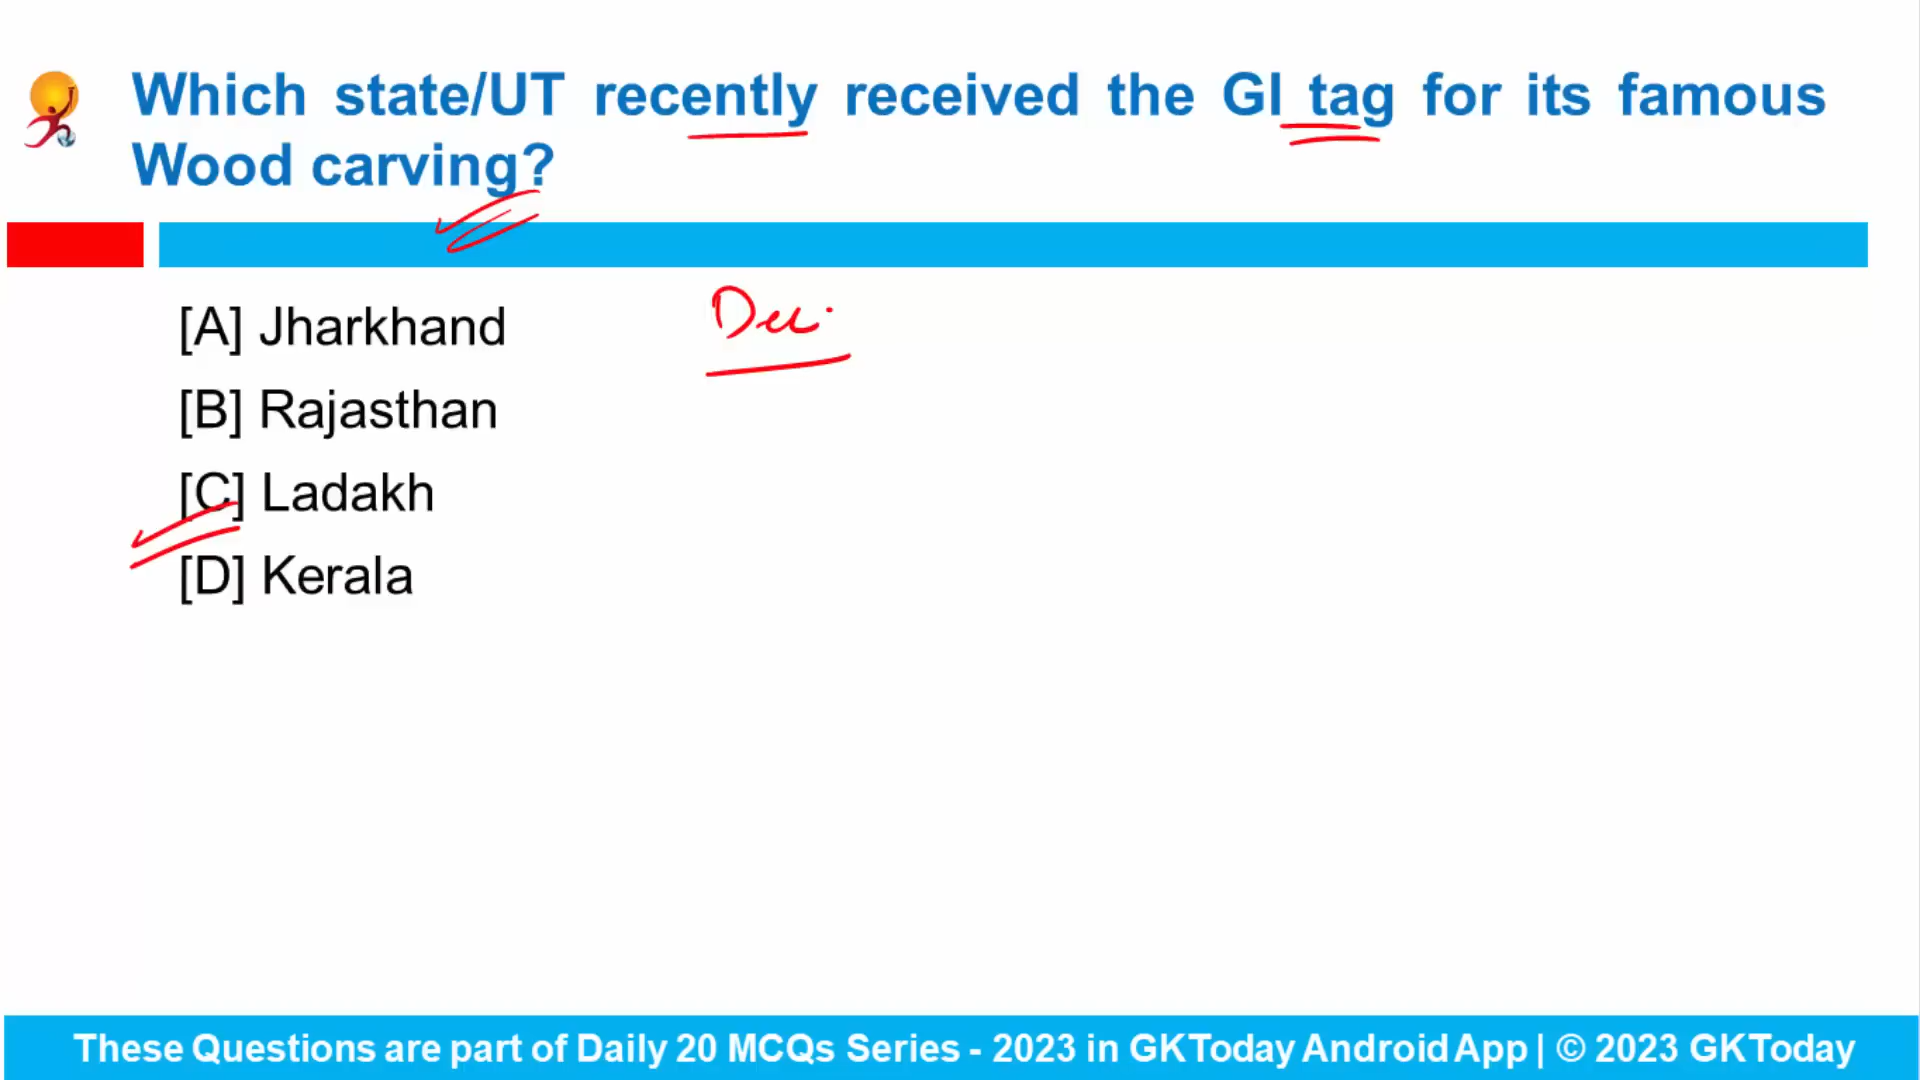 Which state/UT recently received the GI tag for its famous
Wood carving?
[A] Jharkhand
[B] Rajasthan
[C] Ladakh
[D] Kerala
These Questions are part of Daily 20 MCQs Series - 2023 in GKToday Android App | © 2023 GKToday